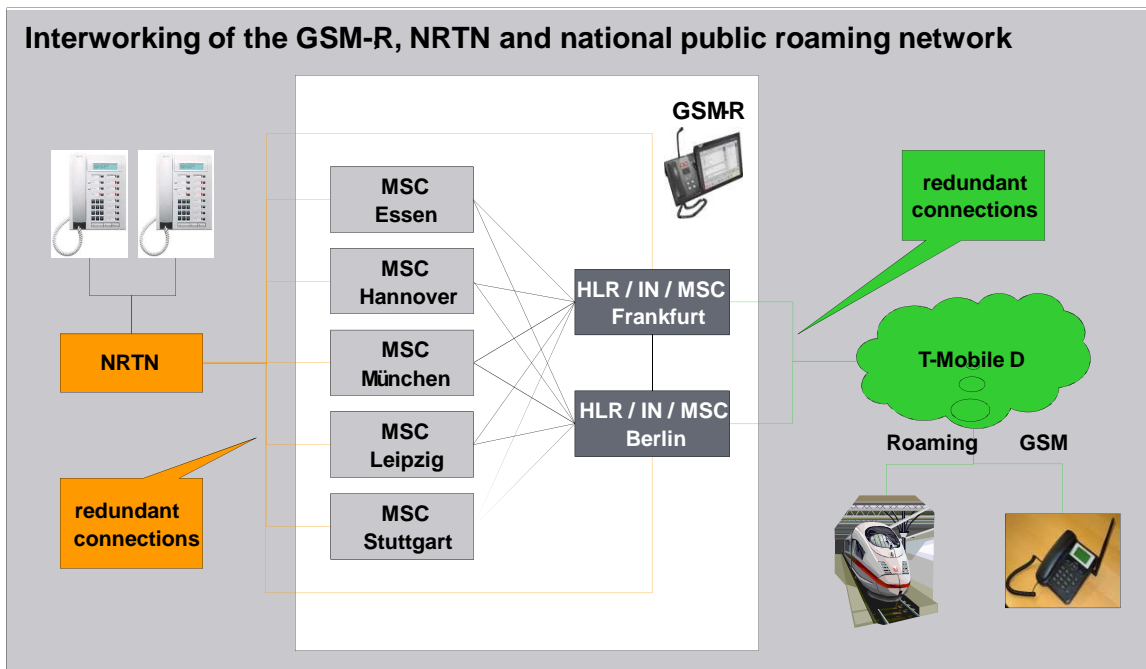 Interworking of the GSM-R, NRTN and national public roaming network
GSM-R
MSC
Essen
MSC
Hannover
MSC
München
MSC
Leipzig
MSC
Stuttgart
HLR / IN / MSC
Frankfurt
HLR / IN / MSC
Berlin
NRTN
redundant
connections
redundant
connections
T-Mobile D
Roaming
GSM